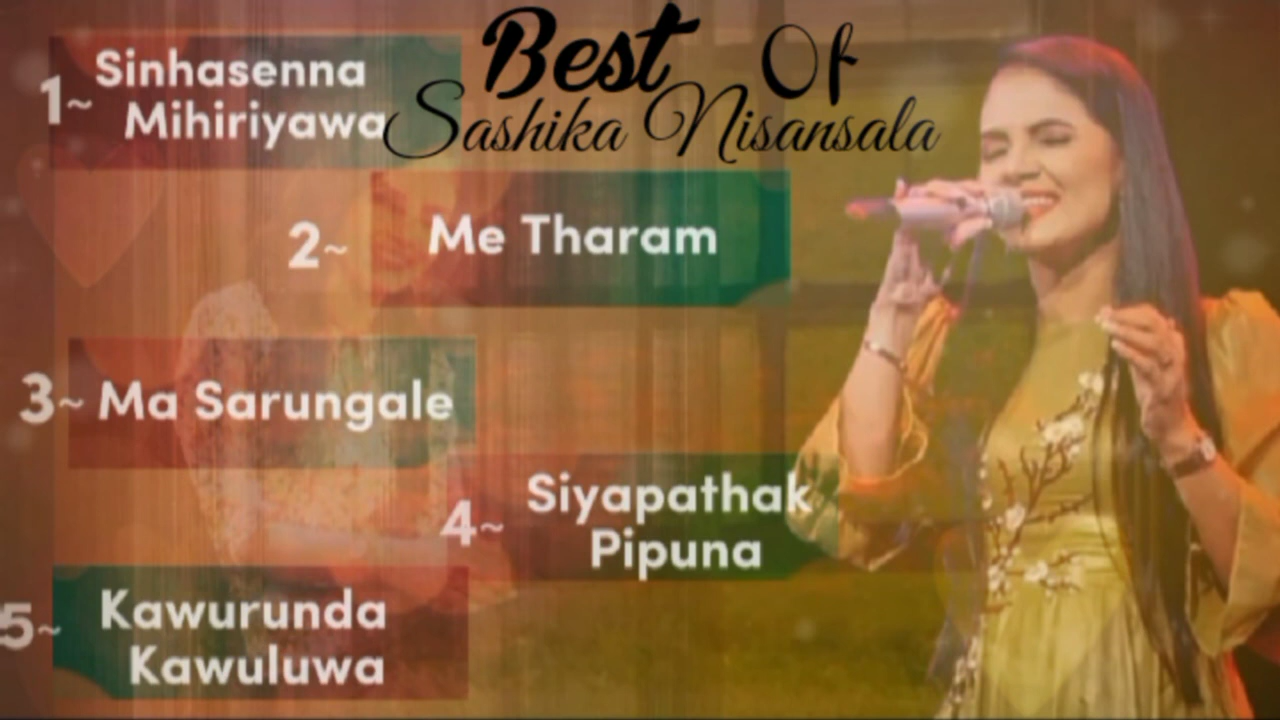 Best Of
Sashika Nisansala
1~ Sinhasenna
Mihiriyawa
2~ Me Tharam
3~ Ma Sarungale
4~ Siyapathak
Pipuna
5~ Kawurunda
Kawuluwa